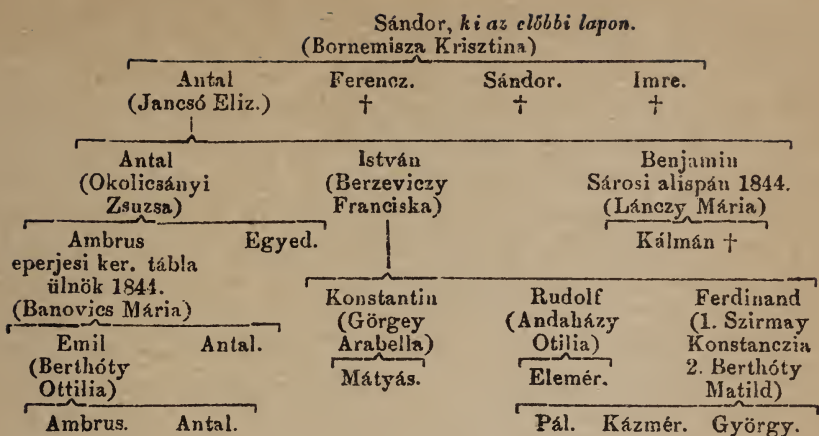 Sándor, ki az előbbi lapon.
(Bornemisza Krisztina)
Antal Ferencz. Sándor. Imre.
(Jancsó Eliz.) † † †
Antal István Benjamin
(Okolicsányi (Berzeviczy Sárosi alispán 1844.
Zsuzsa) Franciska) (Lánczy Mária)
Ambrus Egyed. Kálmán †
eperjesi ker. tábla
ülnök 1844. Konstantin Rudolf Ferdinand
(Banovics Mária) (Görgey (Andaházy (1. Szirmay
Emil Antal. Arabella) Otilia) Konstanczia
(Berthóty Mátyás. Elemér. 2. Berthóty
Ottilia) Matild)
Ambrus. Antal. Pál. Kázmér. György.